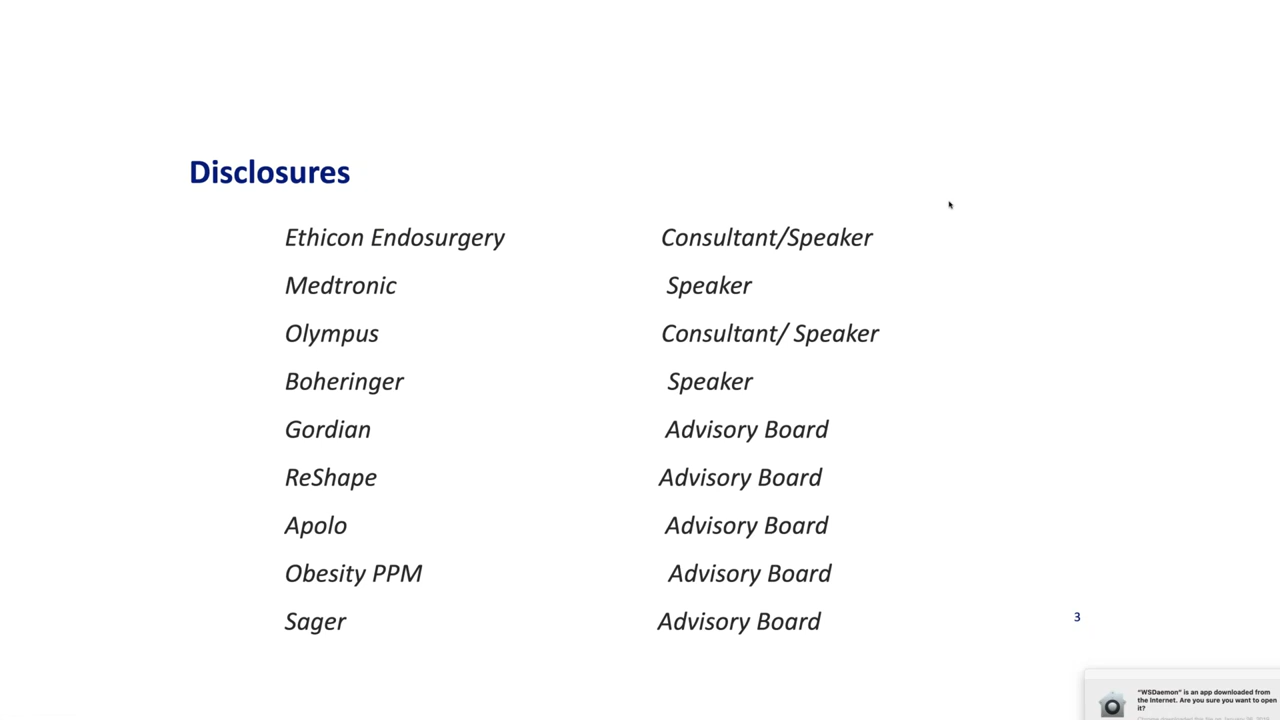 Disclosures
Ethicon Endosurgery Consultant/Speaker
Medtronic Speaker
Olympus Consultant/ Speaker
Boheringer Speaker
Gordian Advisory Board
ReShape Advisory Board
Apolo Advisory Board
Obesity PPM Advisory Board
Sager Advisory Board
3
“WSDaemon” is an app downloaded from
the Internet. Are you sure you want to open
it?